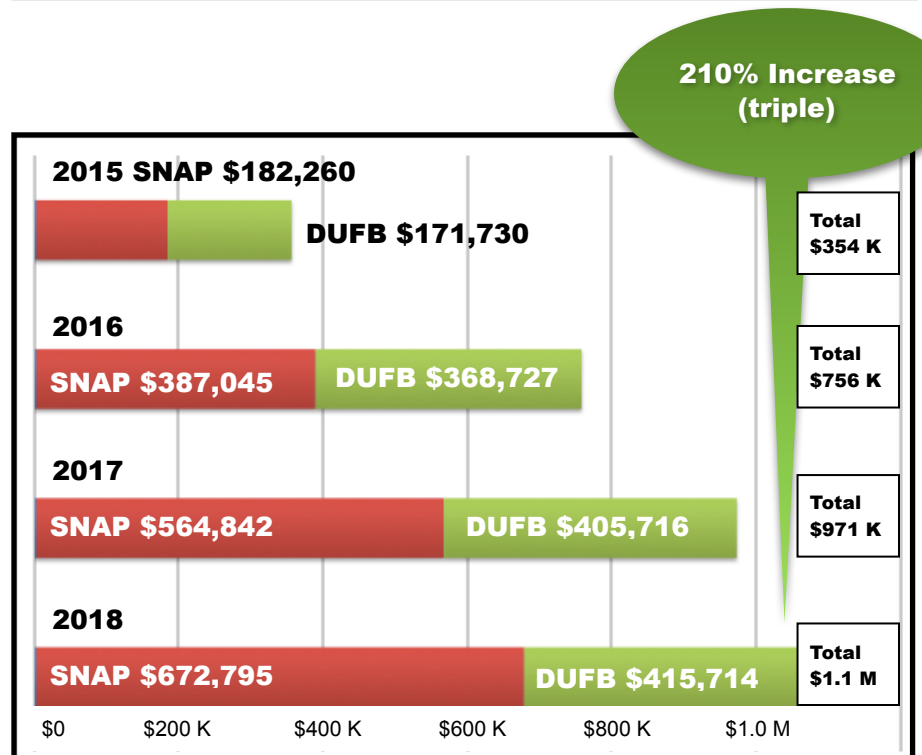 210% Increase
(triple)
2015 SNAP $182,260
DUFB $171,730
Total
$354 K
2016
SNAP $387,045
DUFB $368,727
Total
$756 K
2017
SNAP $564,842
DUFB $405,716
Total
$971 K
2018
SNAP $672,795
DUFB $415,714
Total
$1.1 M
$0
$200 K
$400 K
$600 K
$800 K
$1.0 M